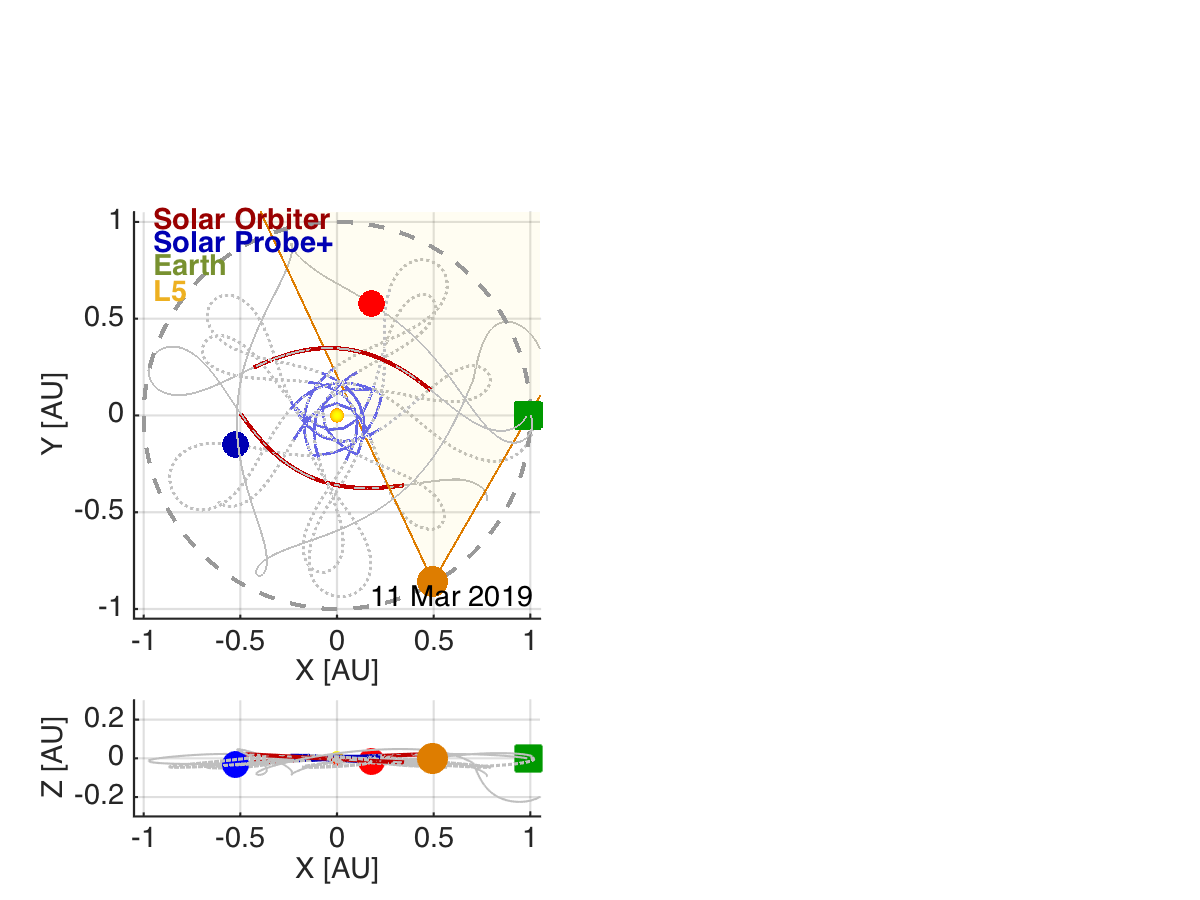 Solar Orbiter
Solar Probe+
Earth
L5
1
0.5
0
-0.5
-1
Y [AU]
11 Mar 2019
-1 -0.5 0 0.5 1
X [AU]
0.2
0
-0.2
Z [AU]
-1 -0.5 0 0.5 1
X [AU]